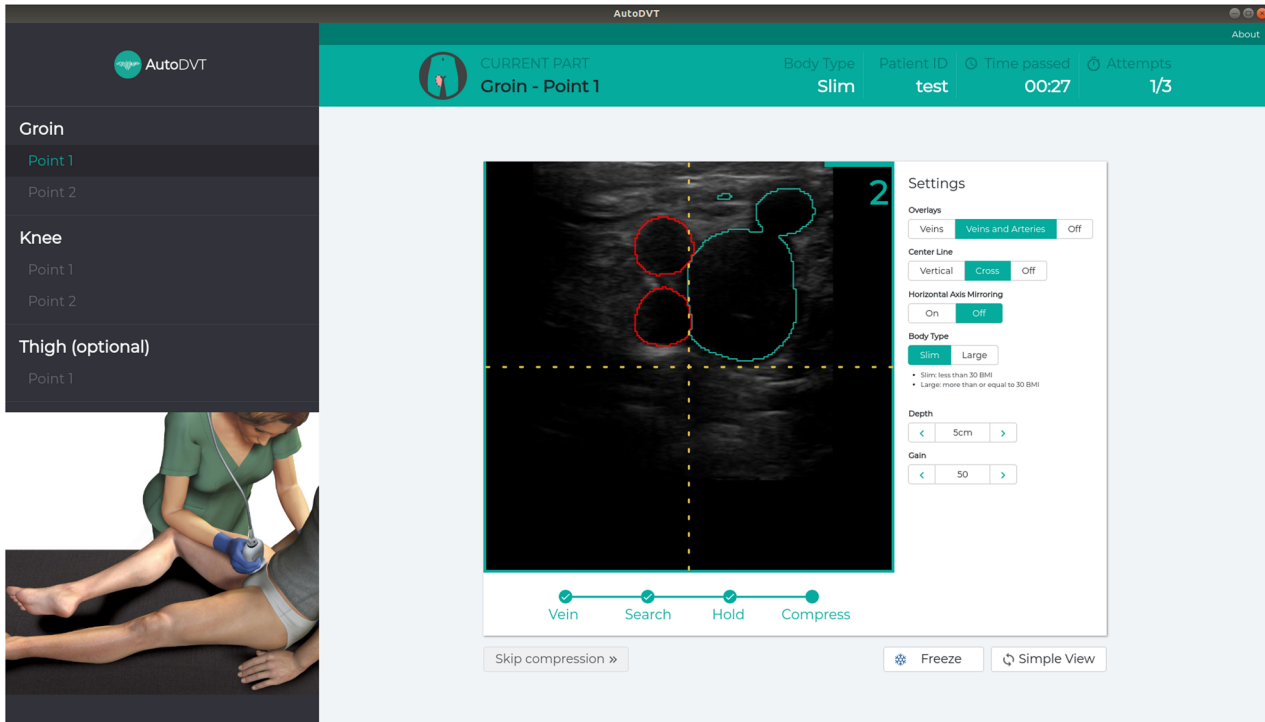 AutoDVT
About
AutoDVT
CURRENT PART
Groin - Point 1
Body Type
Slim
Patient ID
test
Time passed
00:27
Attempts
1/3
Groin
Point 1
Point 2
Knee
Point 1
Point 2
Thigh (optional)
Point 1
2
Settings
Overlays
Veins Veins and Arteries Off
Center Line
Vertical Cross Off
Horizontal Axis Mirroring
On Off
Body Type
Slim Large
• Slim: less than 30 BMI
• Large: more than or equal to 30 BMI
Depth
< 5cm >
Gain
< 50 >
Vein Search Hold Compress
Skip compression »
Freeze
Simple View